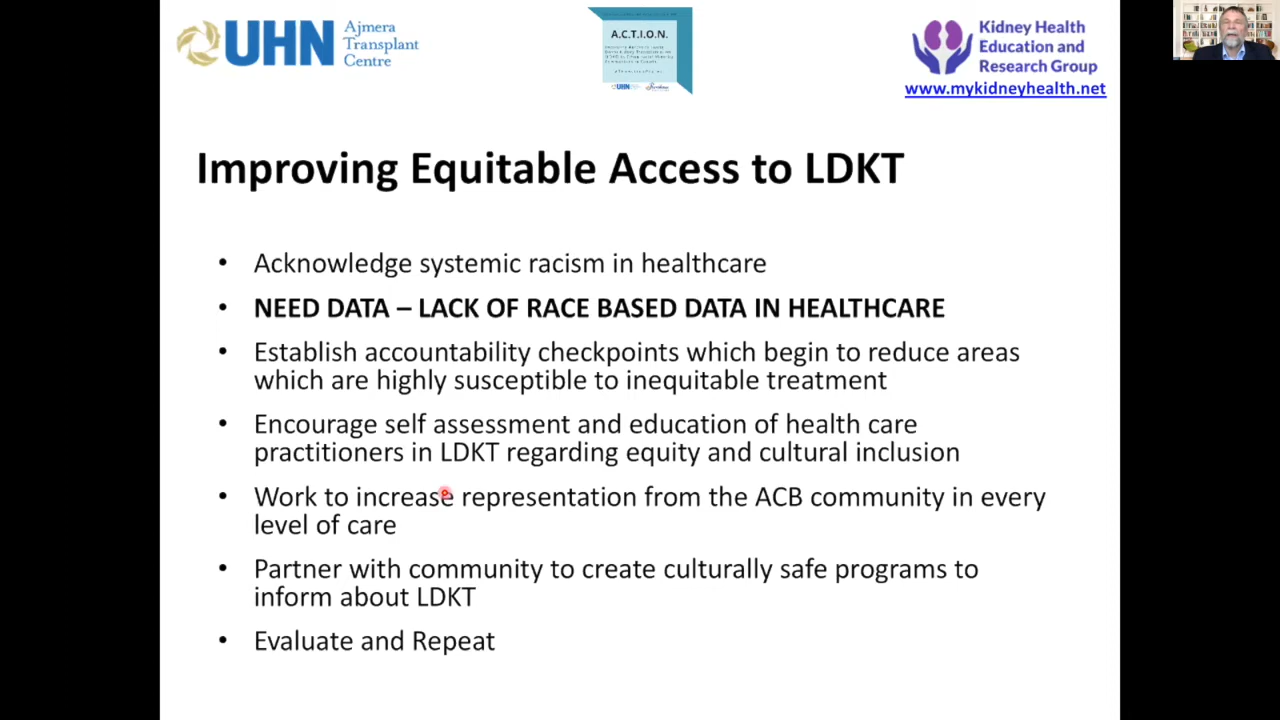 UHN
Ajmera
Transplant
Centre
A.C.T.I.O.N.
UHN
Kidney Health
Education and
Research Group
www.mykidneyhealth.net
Improving Equitable Access to LDKT
• Acknowledge systemic racism in healthcare
• NEED DATA – LACK OF RACE BASED DATA IN HEALTHCARE
• Establish accountability checkpoints which begin to reduce areas
which are highly susceptible to inequitable treatment
• Encourage self assessment and education of health care
practitioners in LDKT regarding equity and cultural inclusion
• Work to increase representation from the ACB community in every
level of care
• Partner with community to create culturally safe programs to
inform about LDKT
• Evaluate and Repeat